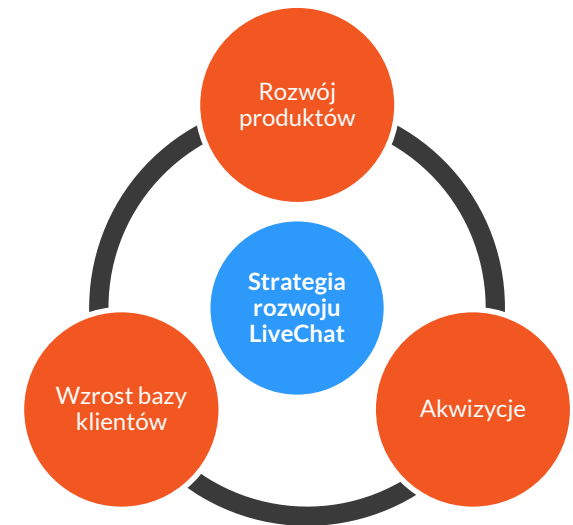 Rozwój
produktów
Strategia
rozwoju
LiveChat
Wzrost bazy
klientów
Akwizycje